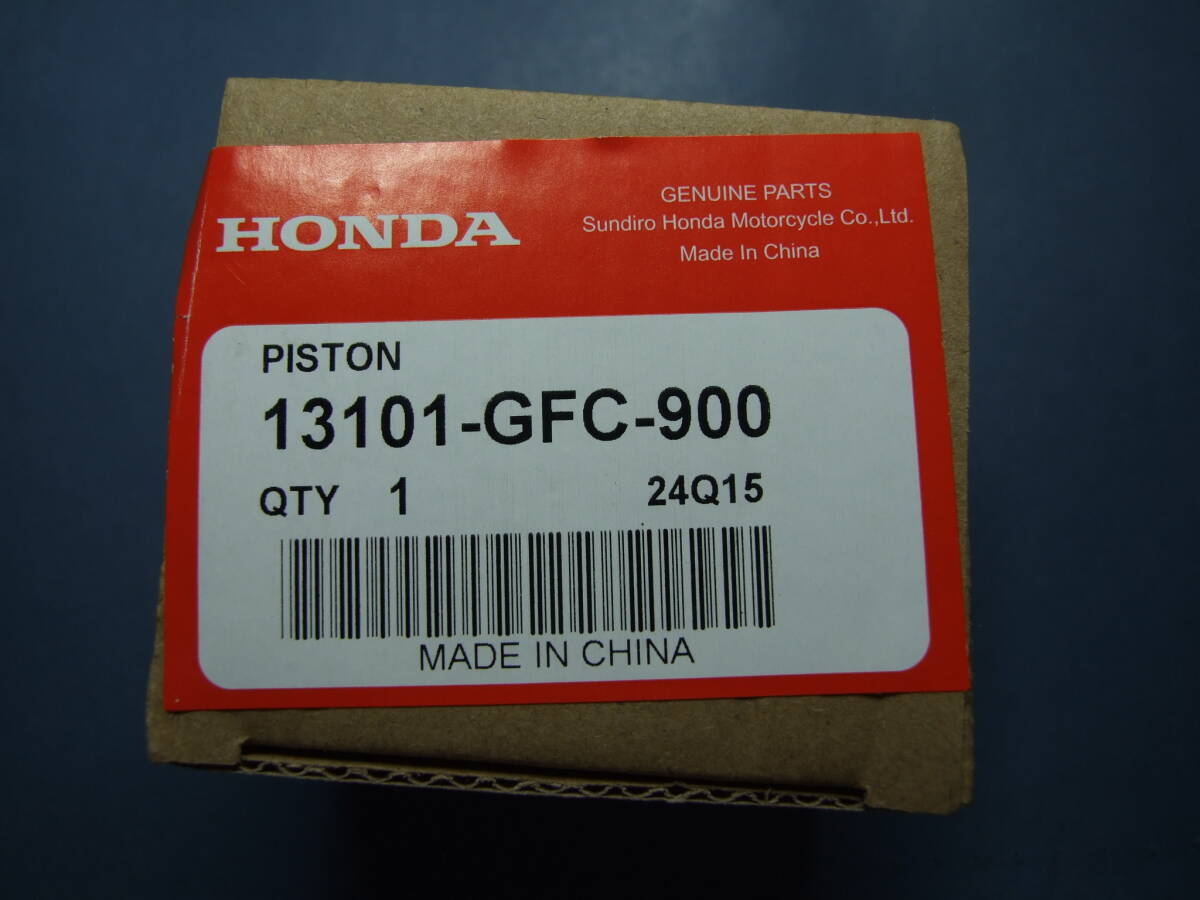 HONDA
GENUINE PARTS
Sundiro Honda Motorcycle Co.,Ltd.
Made In China
PISTON
13101-GFC-900
QTY 1 24Q15
MADE IN CHINA